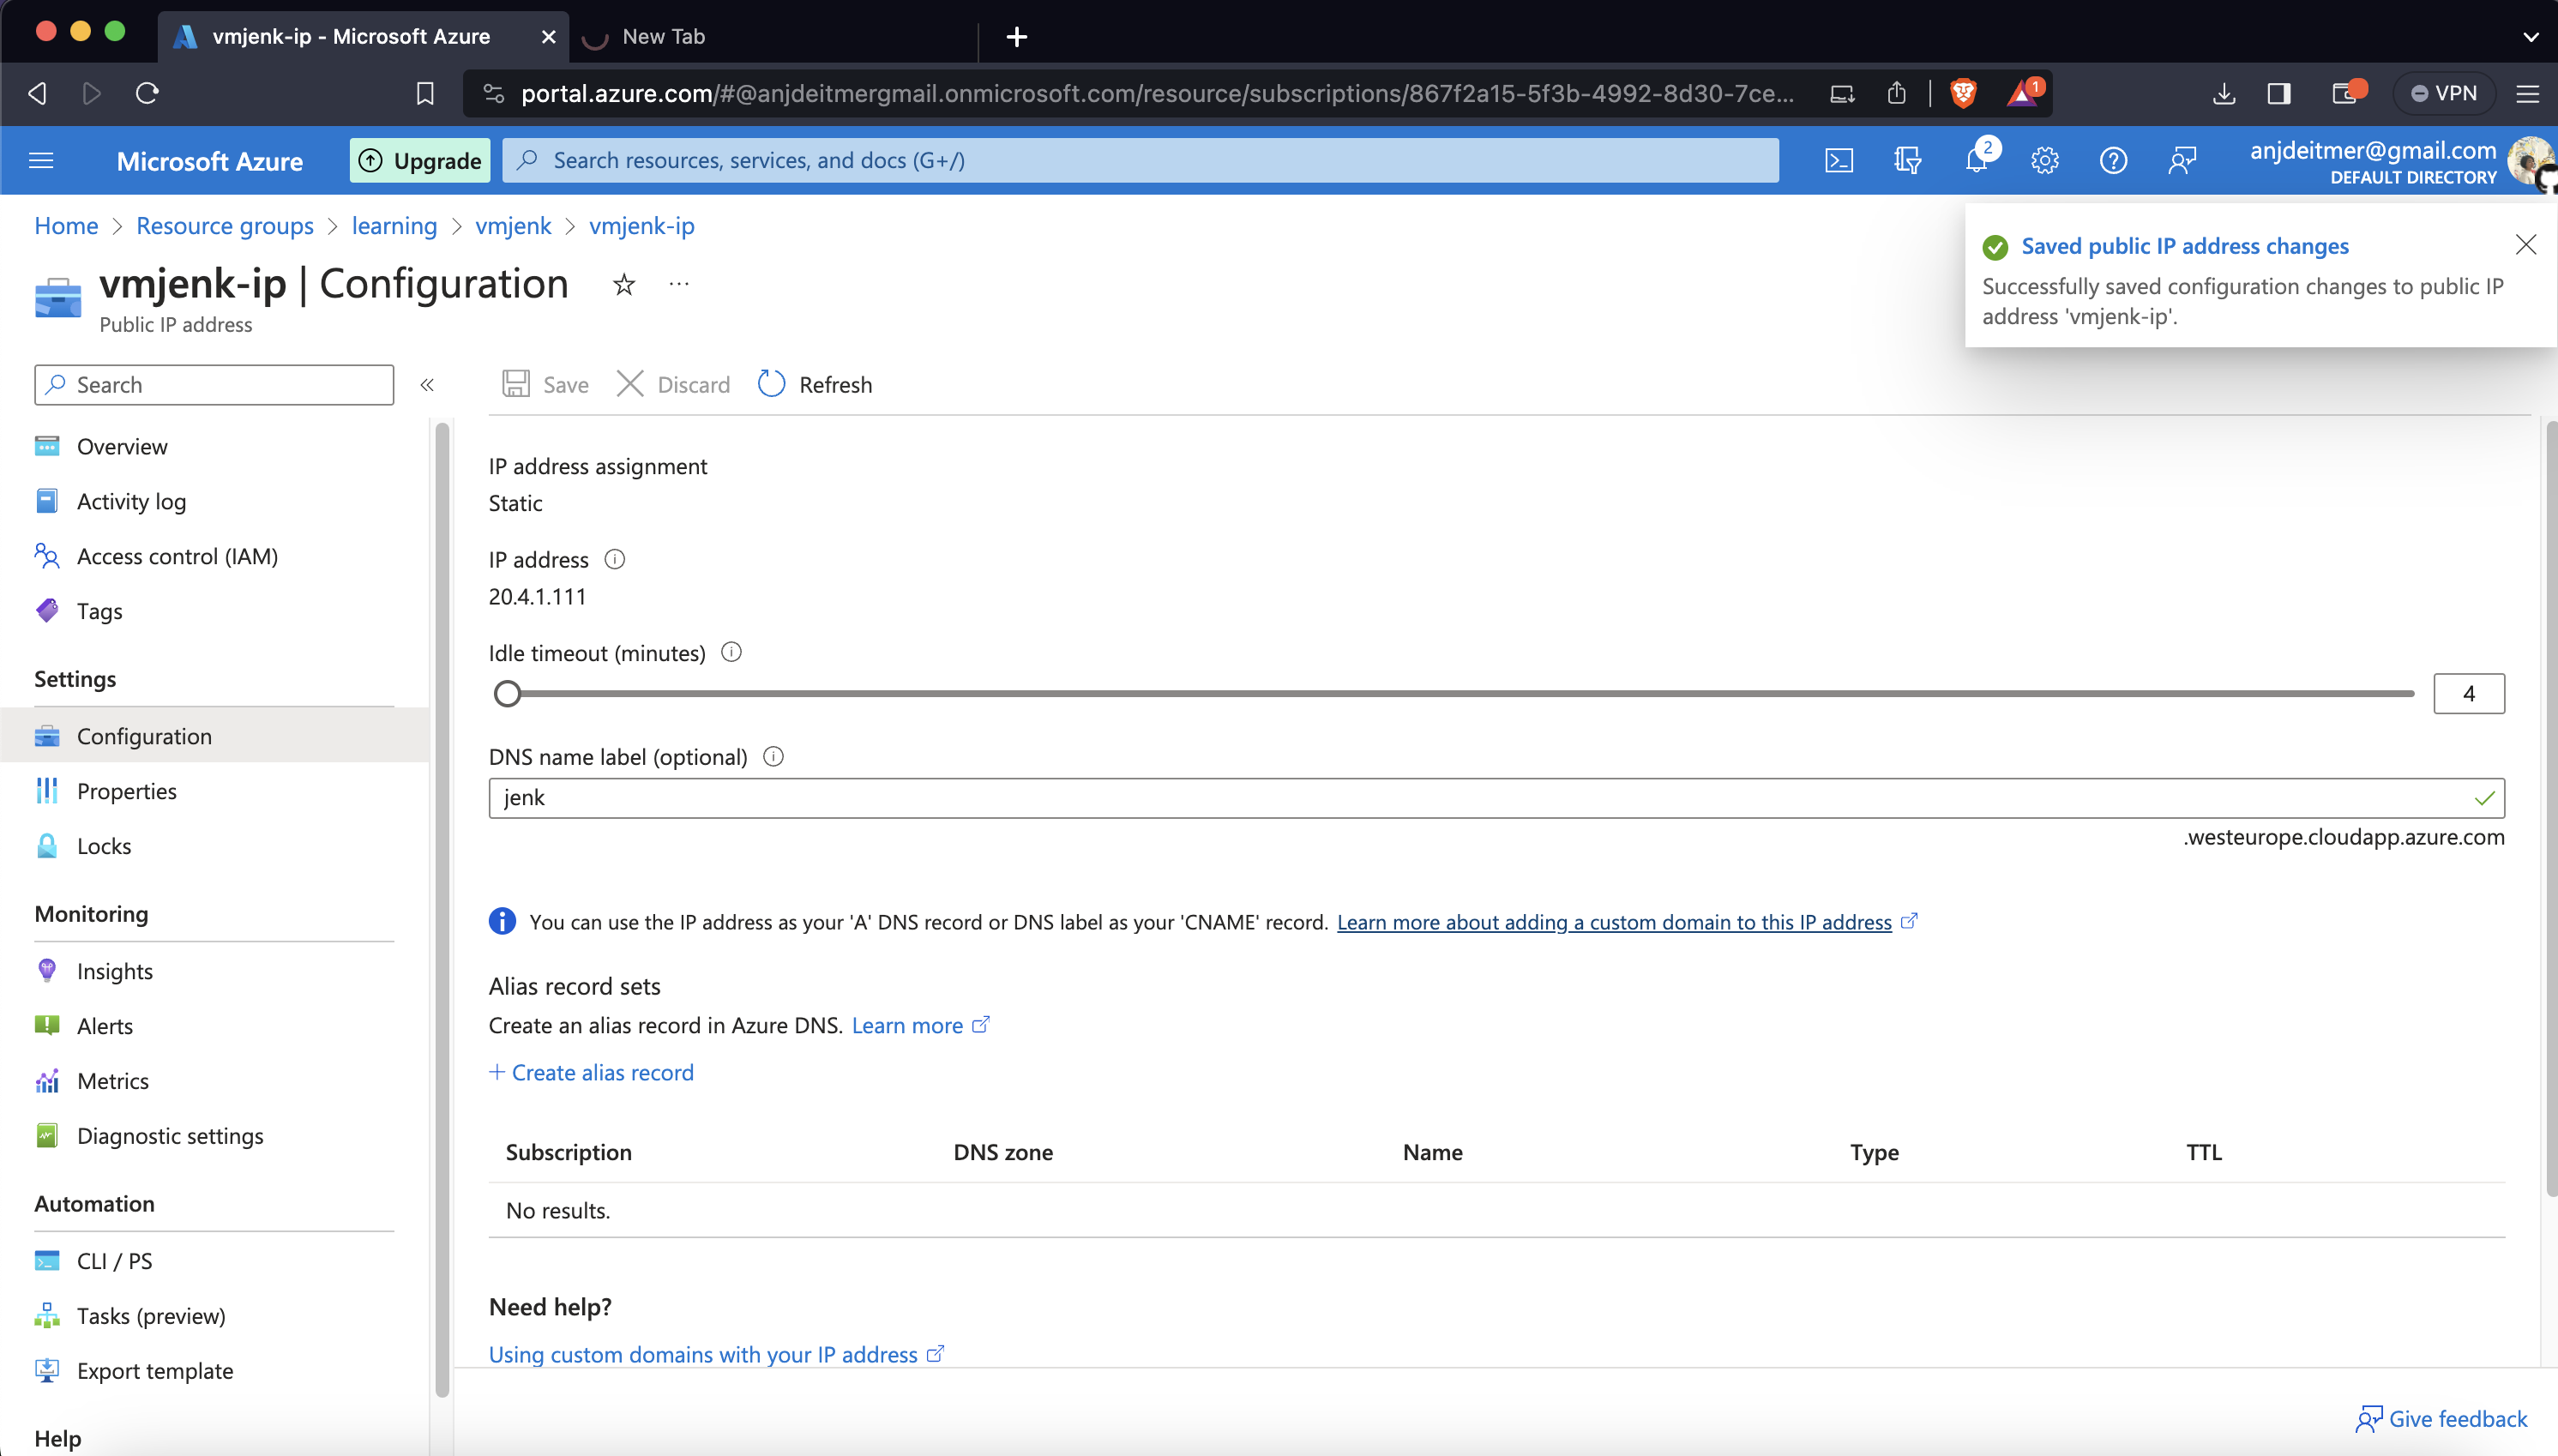 vmjenk-ip - Microsoft Azure
New Tab
portal.azure.com/#@anjdeitmergmail.onmicrosoft.com/resource/subscriptions/867f2a15-5f3b-4992-8d30-7ce...
1
VPN
Microsoft Azure
Upgrade
Search resources, services, and docs (G+/)
2
anjdeitmer@gmail.com
DEFAULT DIRECTORY
Home > Resource groups > learning > vmjenk > vmjenk-ip
Saved public IP address changes
Successfully saved configuration changes to public IP
address 'vmjenk-ip'.
vmjenk-ip | Configuration
Public IP address
Search
Save
Discard
Refresh
Overview
Activity log
Access control (IAM)
Tags
Settings
Configuration
Properties
Locks
Monitoring
Insights
Alerts
Metrics
Diagnostic settings
Automation
CLI / PS
Tasks (preview)
Export template
Help
IP address assignment
Static
IP address
20.4.1.111
Idle timeout (minutes)
4
DNS name label (optional)
jenk
.westeurope.cloudapp.azure.com
You can use the IP address as your 'A' DNS record or DNS label as your 'CNAME' record. Learn more about adding a custom domain to this IP address
Alias record sets
Create an alias record in Azure DNS. Learn more
+ Create alias record
Subscription DNS zone Name Type TTL
No results.
Need help?
Using custom domains with your IP address
Give feedback